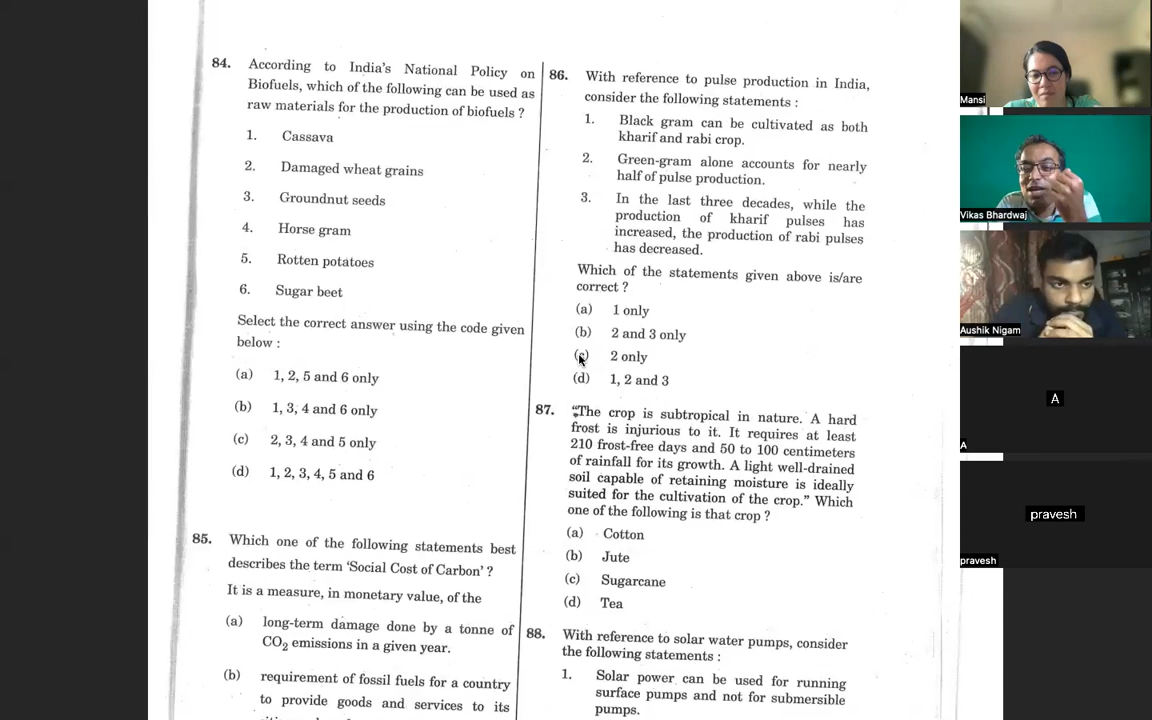 84. According to India's National Policy on
Biofuels, which of the following can be used as
raw materials for the production of biofuels ?
1. Cassava
2. Damaged wheat grains
3. Groundnut seeds
4. Horse gram
5. Rotten potatoes
6. Sugar beet
Select the correct answer using the code given
below :
(a) 1, 2, 5 and 6 only
(b) 1, 3, 4 and 6 only
(c) 2, 3, 4 and 5 only
(d) 1, 2, 3, 4, 5 and 6
85. Which one of the following statements best
describes the term 'Social Cost of Carbon' ?
It is a measure, in monetary value, of the
(a) long-term damage done by a tonne of
CO2 emissions in a given year.
(b) requirement of fossil fuels for a country
to provide goods and services to its
86. With reference to pulse production in India,
consider the following statements :
1. Black gram can be cultivated as both
kharif and rabi crop.
2. Green-gram alone accounts for nearly
half of pulse production.
3. In the last three decades, while the
production of kharif pulses has
increased, the production of rabi pulses
has decreased.
Which of the statements given above is/are
correct ?
(a) 1 only
(b) 2 and 3 only
(c) 2 only
(d) 1, 2 and 3
87. "The crop is subtropical in nature. A hard
frost is injurious to it. It requires at least
210 frost-free days and 50 to 100 centimeters
of rainfall for its growth. A light well-drained
soil capable of retaining moisture is ideally
suited for the cultivation of the crop." Which
one of the following is that crop ?
(a) Cotton
(b) Jute
(c) Sugarcane
(d) Tea
88. With reference to solar water pumps, consider
the following statements :
1. Solar power can be used for running
surface pumps and not for submersible
pumps.
Mansi
Vikas Bhardwaj
Aushik Nigam
A
A
pravesh
pravesh